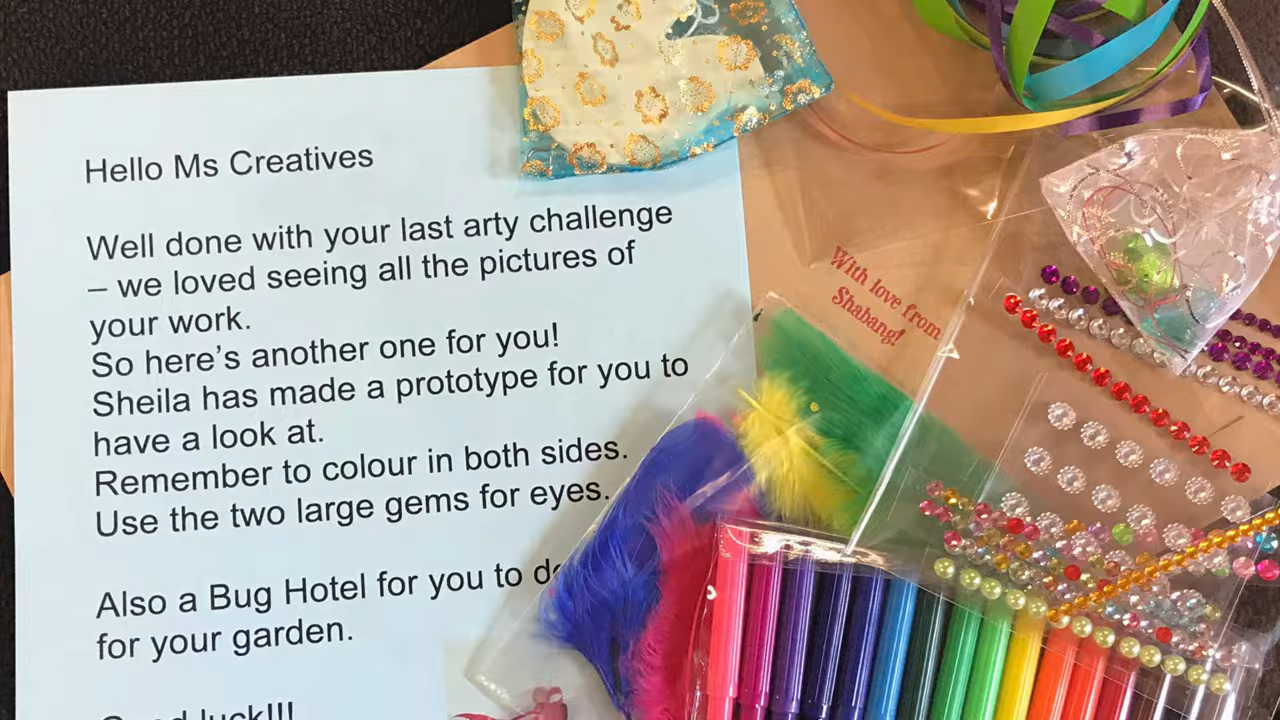 Hello Ms Creatives
Well done with your last arty challenge
– we loved seeing all the pictures of
your work.
So here's another one for you!
Sheila has made a prototype for you to
have a look at.
Remember to colour in both sides.
Use the two large gems for eyes.
Also a Bug Hotel for you to
for your garden.
Good luck!!!
With love from
Shabang!